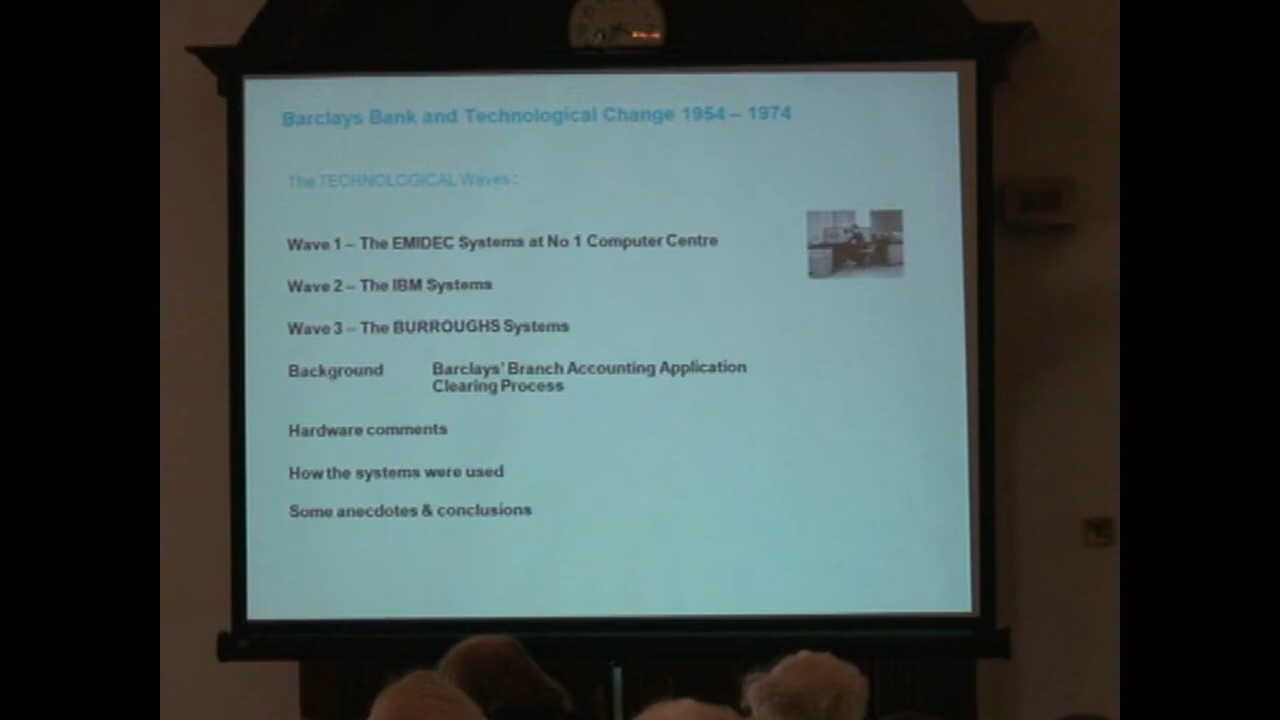 Barclays Bank and Technological Change 1954 – 1974
The TECHNOLOGICAL Waves:
Wave 1 – The EMIDEC Systems at No 1 Computer Centre
Wave 2 – The IBM Systems
Wave 3 – The BURROUGHS Systems
Background Barclays' Branch Accounting Application
Clearing Process
Hardware comments
How the systems were used
Some anecdotes & conclusions